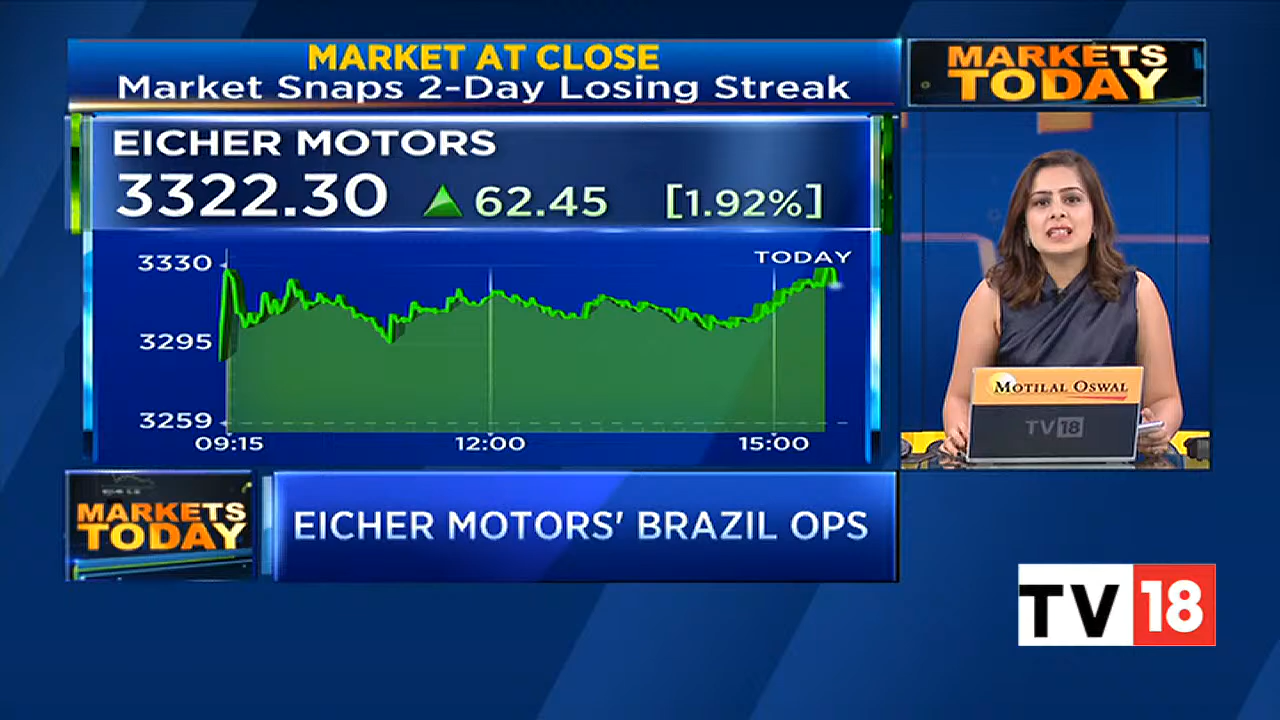 MARKET AT CLOSE
Market Snaps 2-Day Losing Streak
MARKETS
TODAY
EICHER MOTORS
3322.30 ▲ 62.45 [1.92%]
TODAY
3330
3295
3259
09:15 12:00 15:00
MOTILAL OSWAL
TV18
MARKETS
TODAY
EICHER MOTORS' BRAZIL OPS
TV18